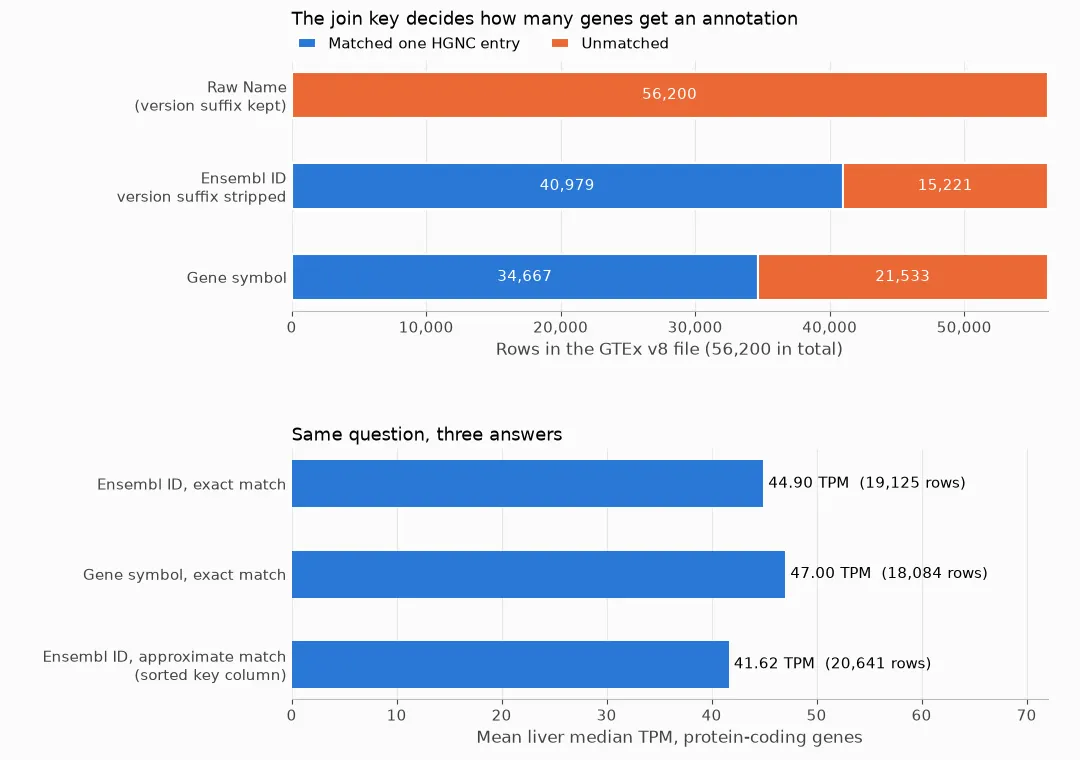 The join key decides how many genes get an annotation
Matched one HGNC entry
Unmatched
Raw Name
(version suffix kept)
56,200
Ensembl ID
version suffix stripped
40,979
15,221
Gene symbol
34,667
21,533
0
10,000
20,000
30,000
40,000
50,000
Rows in the GTEx v8 file (56,200 in total)
Same question, three answers
Ensembl ID, exact match
44.90 TPM (19,125 rows)
Gene symbol, exact match
47.00 TPM (18,084 rows)
Ensembl ID, approximate match
(sorted key column)
41.62 TPM (20,641 rows)
0
10
20
30
40
50
60
70
Mean liver median TPM, protein-coding genes